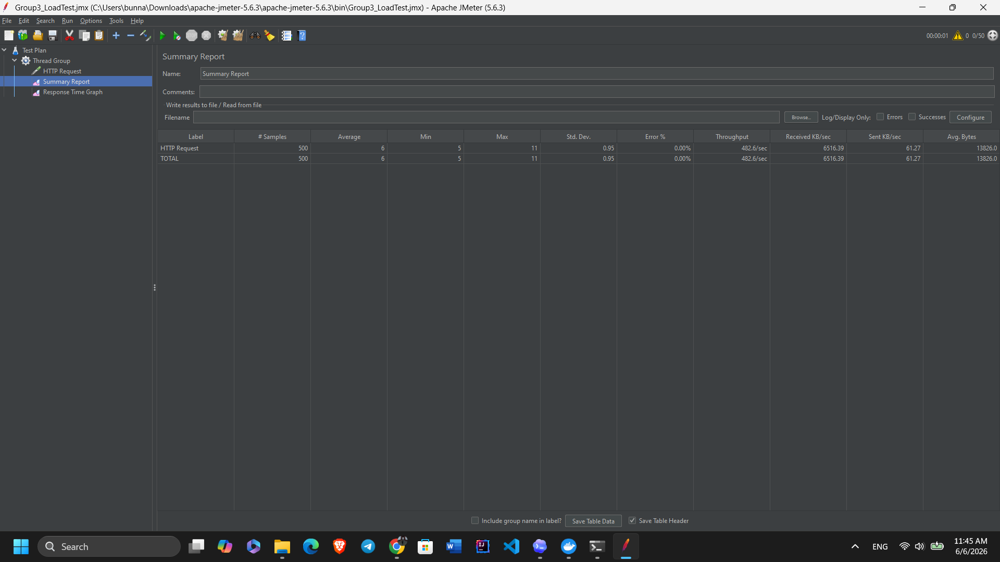 Group3_LoadTest.jmx (C:\Users\bunna\Downloads\apache-jmeter-5.6.3\apache-jmeter-5.6.3\bin\Group3_LoadTest.jmx) - Apache JMeter (5.6.3)
File Edit Search Run Options Tools Help
STOP 00:00:01 0 0/50
Test Plan
Thread Group
HTTP Request
Summary Report
Response Time Graph
Summary Report
Name: Summary Report
Comments:
Write results to file / Read from file
Filename Browse... Log/Display Only: Errors Successes Configure
Label # Samples Average Min Max Std. Dev. Error % Throughput Received KB/sec Sent KB/sec Avg. Bytes
HTTP Request 500 6 5 11 0.95 0.00% 482.6/sec 6516.39 61.27 13826.0
TOTAL 500 6 5 11 0.95 0.00% 482.6/sec 6516.39 61.27 13826.0
Include group name in label? Save Table Data Save Table Header
Search ENG 11:45 AM
6/6/2026